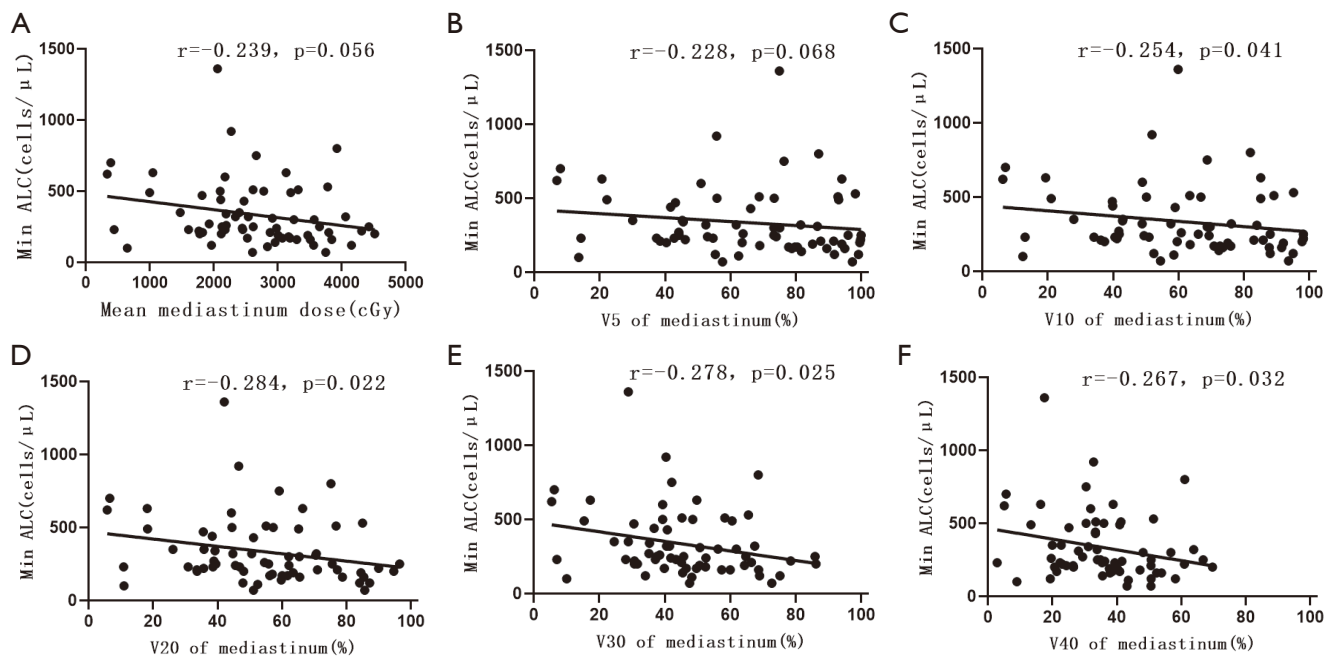 A
r=-0.239, p=0.056
Min ALC(cells/μL)
1500
1000
500
0
0
1000
2000
3000
4000
5000
Mean mediastinum dose(cGy)
B
r=-0.228, p=0.068
Min ALC(cells/μL)
1500
1000
500
0
0
20
40
60
80
100
V5 of mediastinum(%)
C
r=-0.254, p=0.041
Min ALC(cells/μL)
1500
1000
500
0
0
20
40
60
80
100
V10 of mediastinum(%)
D
r=-0.284, p=0.022
Min ALC(cells/μL)
1500
1000
500
0
0
20
40
60
80
100
V20 of mediastinum(%)
E
r=-0.278, p=0.025
Min ALC(cells/μL)
1500
1000
500
0
0
20
40
60
80
100
V30 of mediastinum(%)
F
r=-0.267, p=0.032
Min ALC(cells/μL)
1500
1000
500
0
0
20
40
60
80
100
V40 of mediastinum(%)